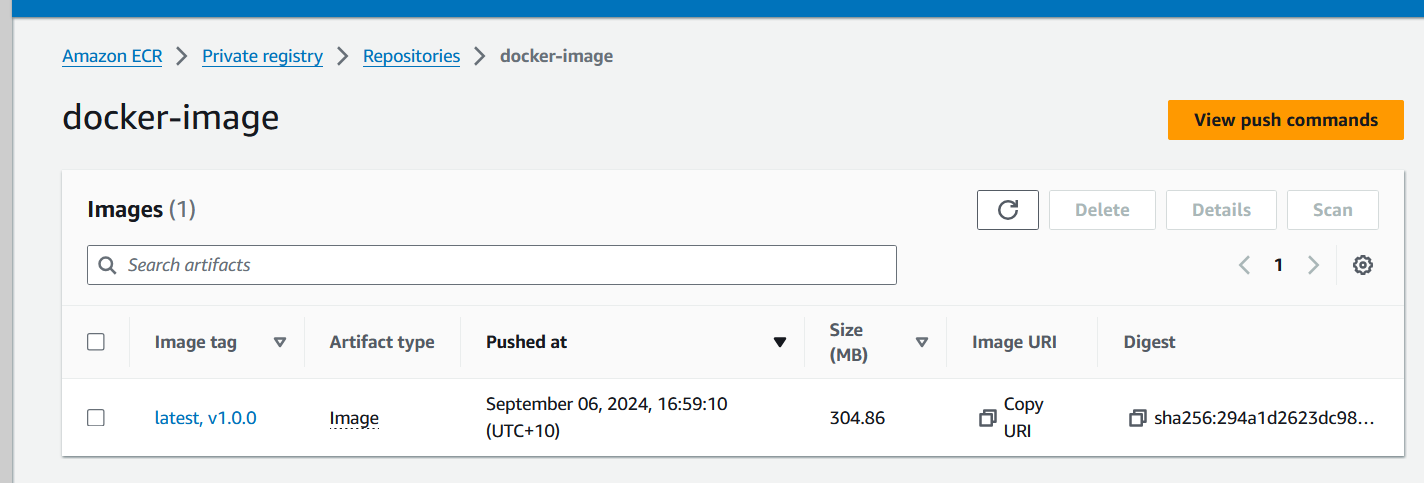 Amazon ECR > Private registry > Repositories > docker-image
docker-image
View push commands
Images (1)
Delete
Details
Scan
Search artifacts
1
Image tag
Artifact type
Pushed at
Size
(MB)
Image URI
Digest
latest, v1.0.0
Image
September 06, 2024, 16:59:10
(UTC+10)
304.86
Copy
URI
sha256:294a1d2623dc98...